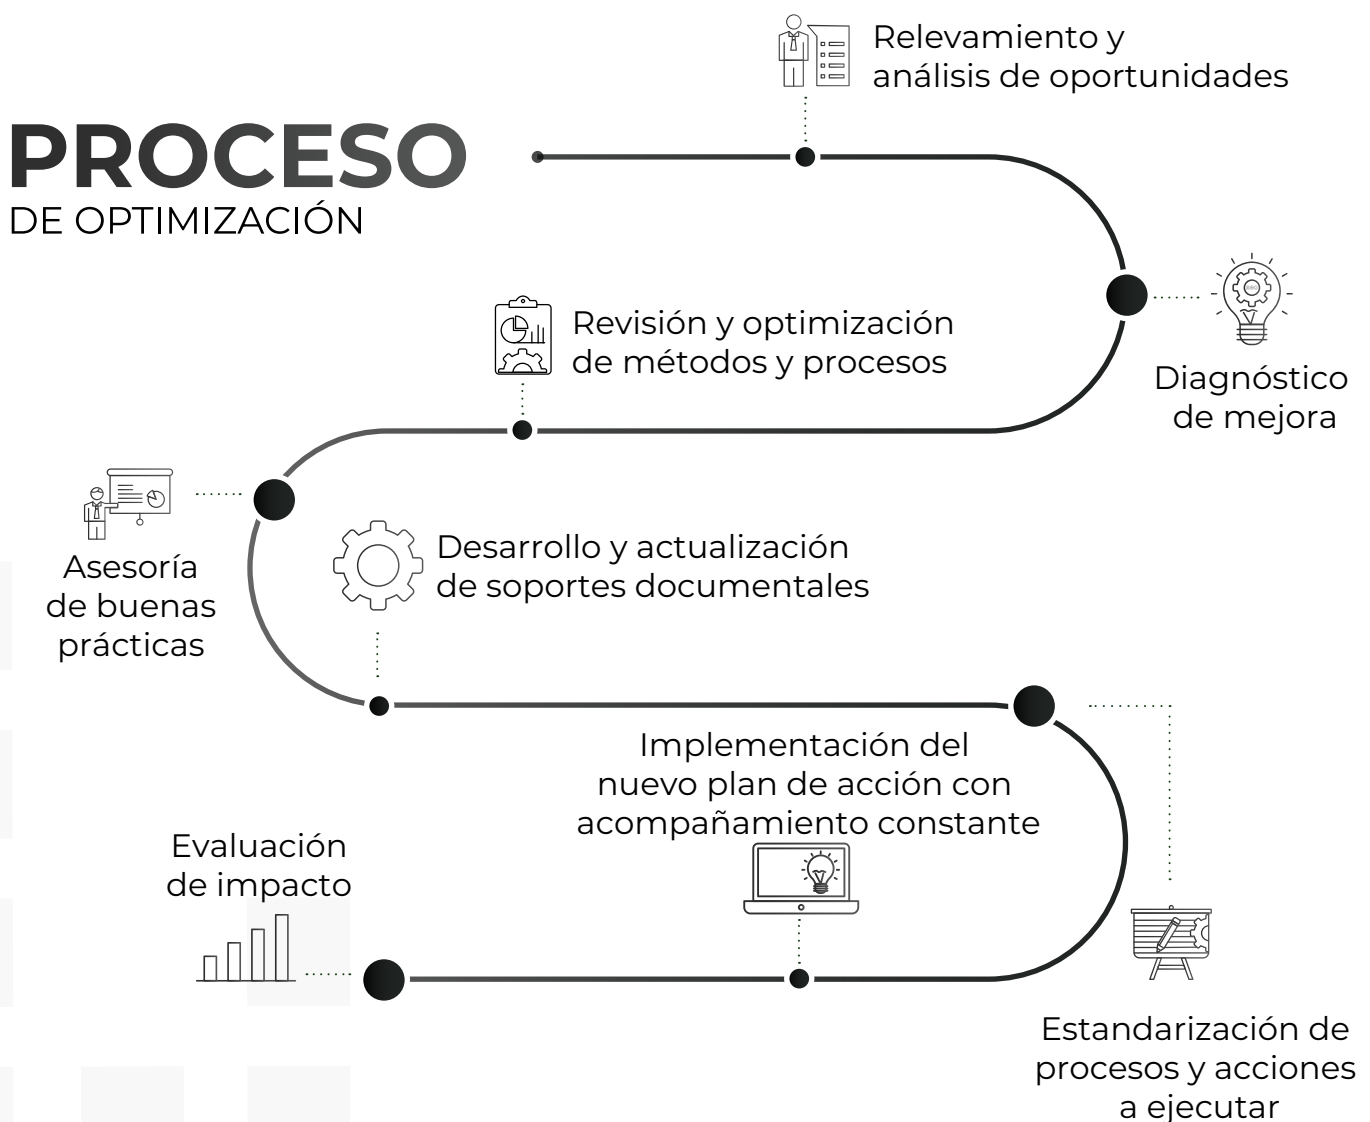 PROCESO
DE OPTIMIZACIÓN
Relevamiento y
análisis de oportunidades
Diagnóstico
de mejora
Revisión y optimización
de métodos y procesos
Asesoría
de buenas
prácticas
Desarrollo y actualización
de soportes documentales
Estandarización de
procesos y acciones
a ejecutar
Implementación del
nuevo plan de acción con
acompañamiento constante
Evaluación
de impacto